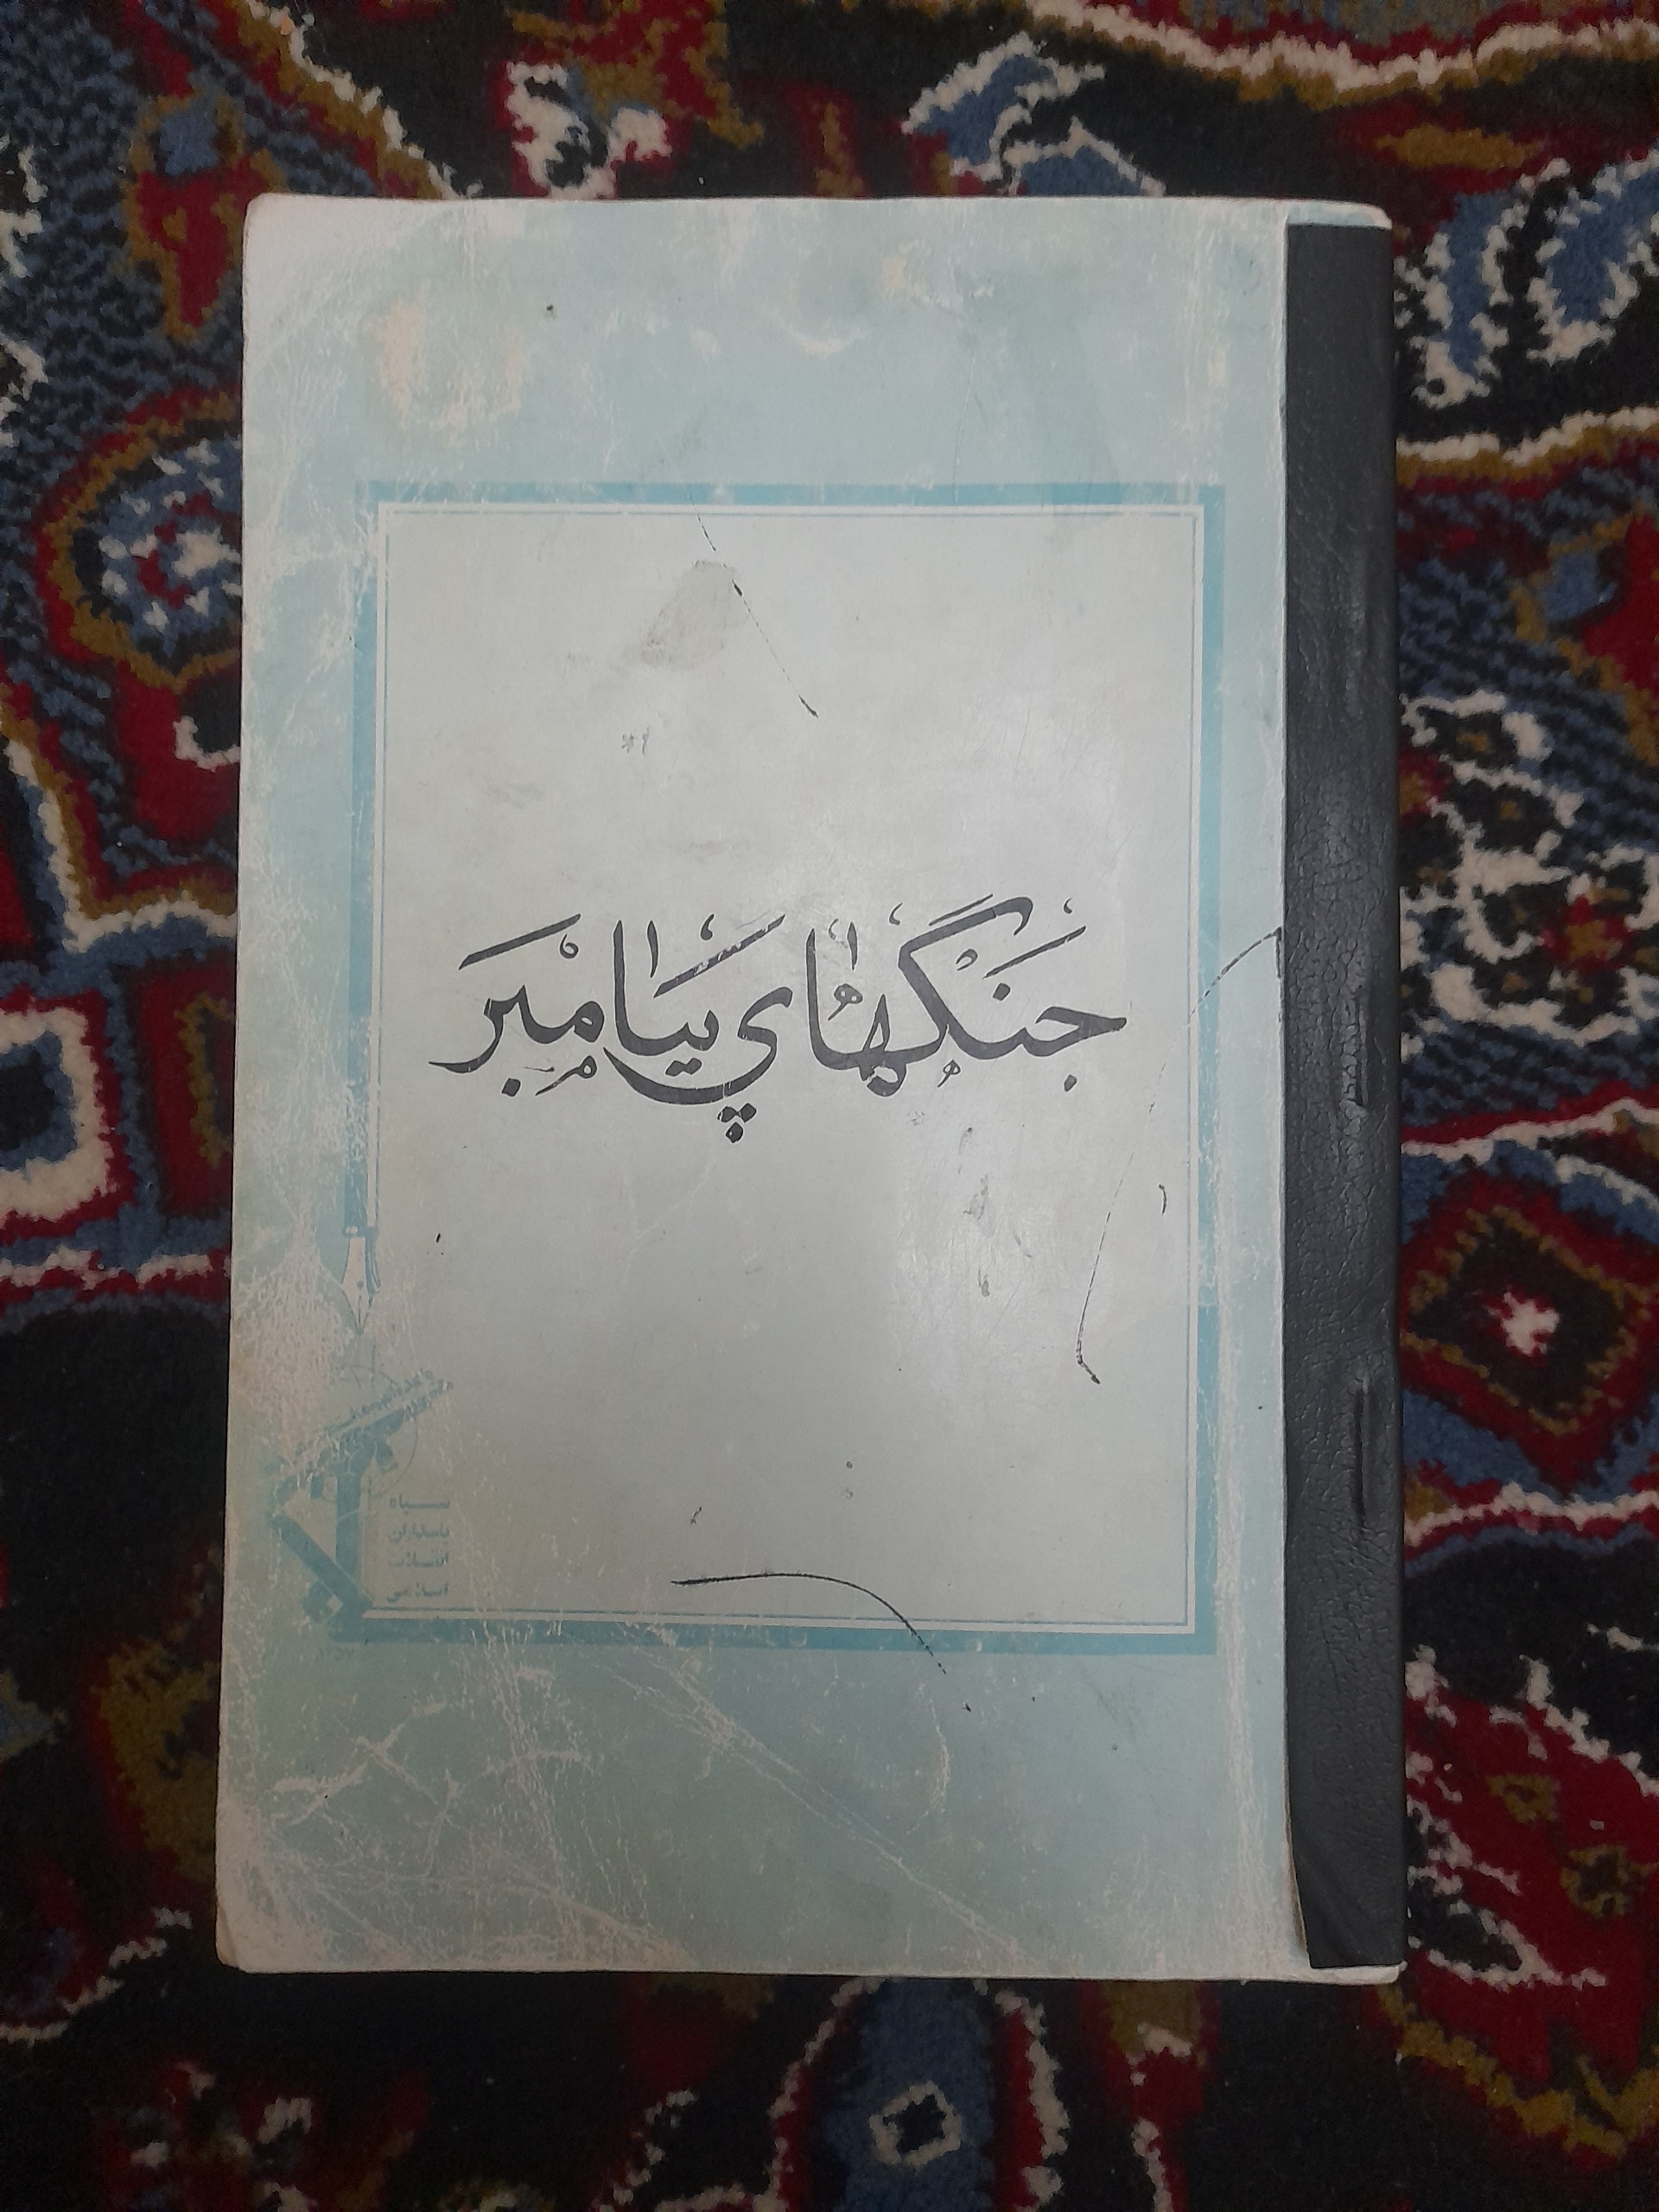 جنگهای پیامبر
سپاه
پاسداران
انقلاب
اسلامی